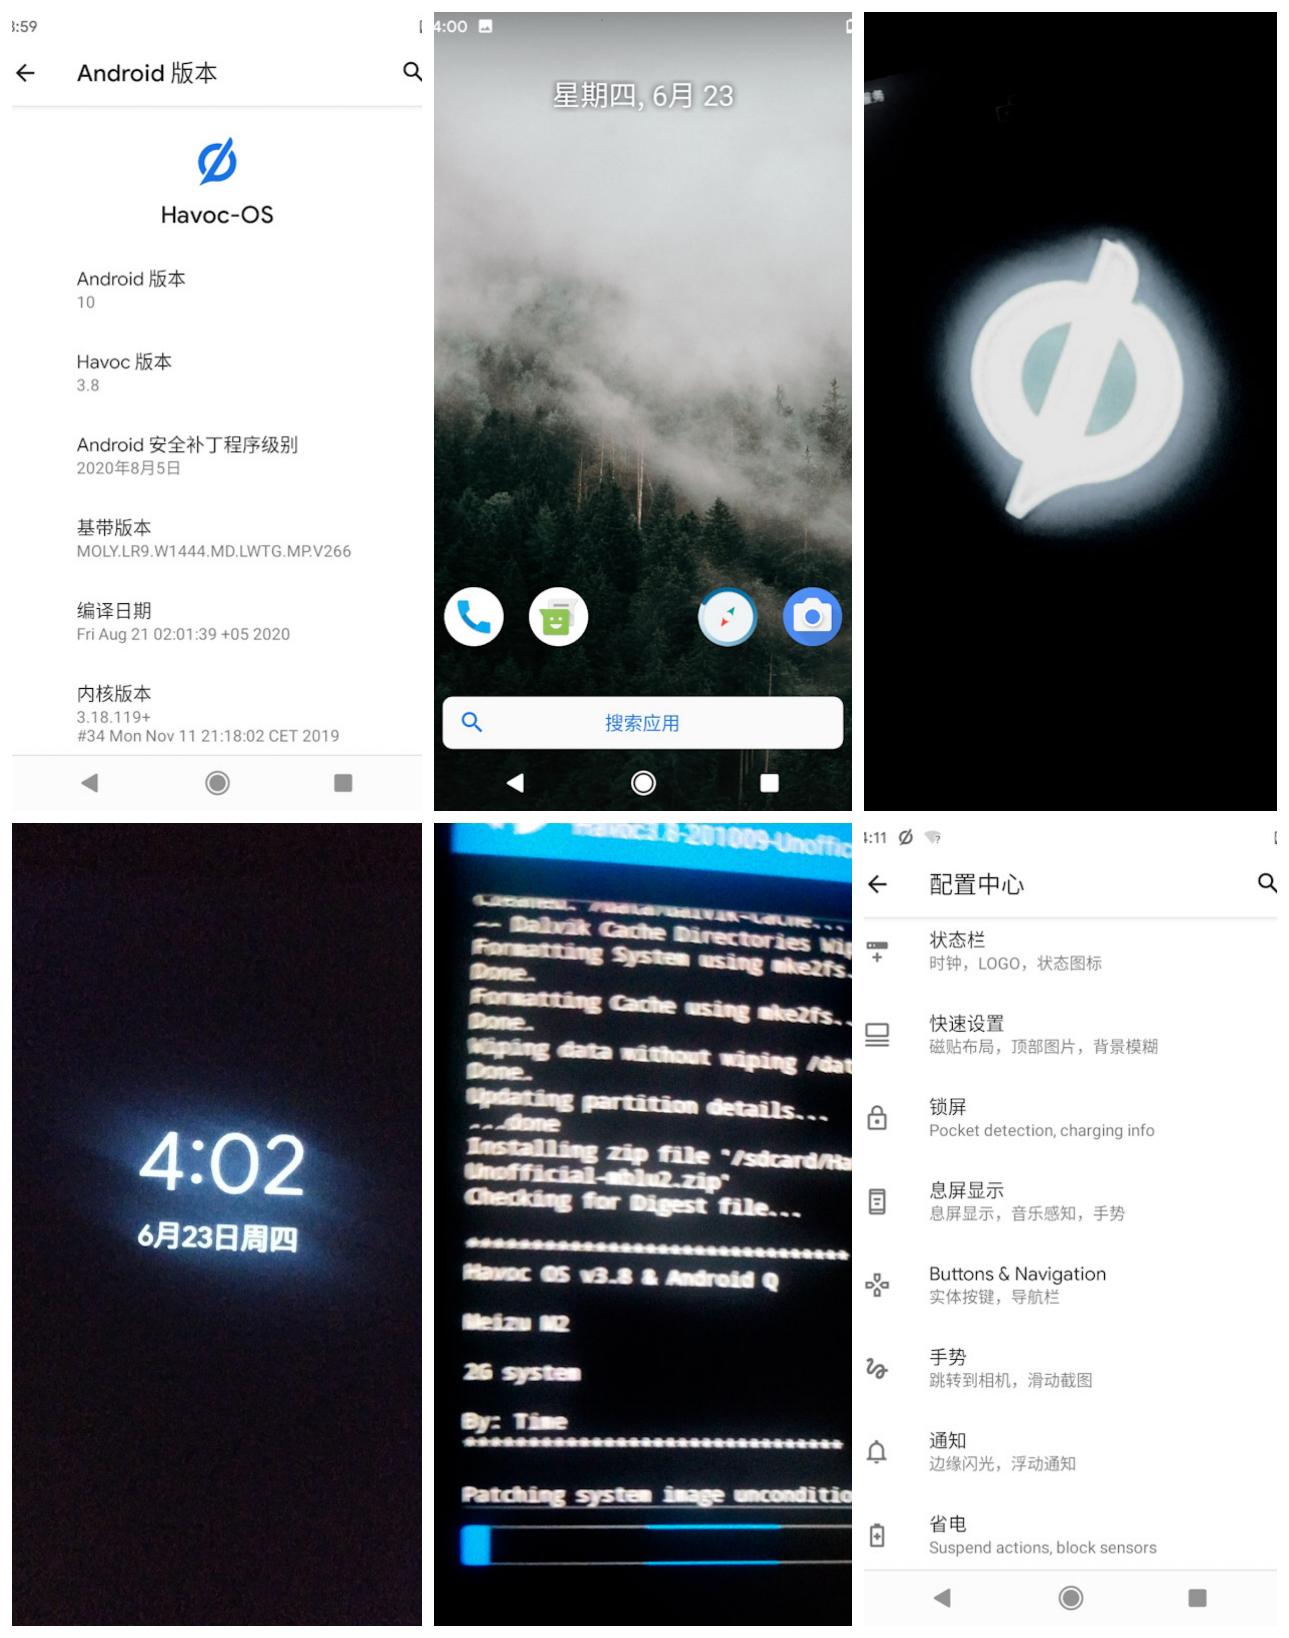 :59
Android 版本
Havoc-OS
Android 版本
10
Havoc 版本
3.8
Android 安全补丁程序级别
2020年8月5日
基带版本
MOLY.LR9.W1444.MD.LWTG.MP.V266
编译日期
Fri Aug 21 02:01:39 +05 2020
内核版本
3.18.119+
#34 Mon Nov 11 21:18:02 CET 2019
4:00
星期四, 6月 23
搜索应用
服务
4:02
6月23日周四
Havoc3.8-201009-Unoffic
Created: /data/dalvik-cache...
-- Dalvik Cache Directories Wip
Formatting System using mke2fs.
Done.
Formatting Cache using mke2fs..
Done.
Wiping data without wiping /dat
Done.
Updating partition details...
...done
Installing zip file '/sdcard/Ha
Unofficial-mblu2.zip'
Checking for Digest file...
********************************
Havoc OS v3.8 & Android Q
Meizu M2
2G system
By: Time
********************************
Patching system image unconditio
4:11
配置中心
状态栏
时钟，LOGO，状态图标
快速设置
磁贴布局，顶部图片，背景模糊
锁屏
Pocket detection, charging info
息屏显示
息屏显示，音乐感知，手势
Buttons & Navigation
实体按键，导航栏
手势
跳转到相机，滑动截图
通知
边缘闪光，浮动通知
省电
Suspend actions, block sensors